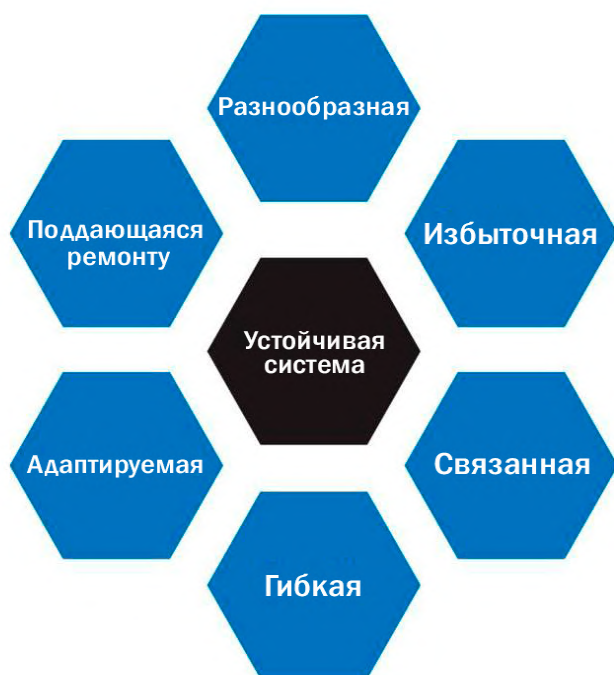 Разнообразная
Поддающаяся
ремонту
Избыточная
Устойчивая
система
Адаптируемая
Связанная
Гибкая